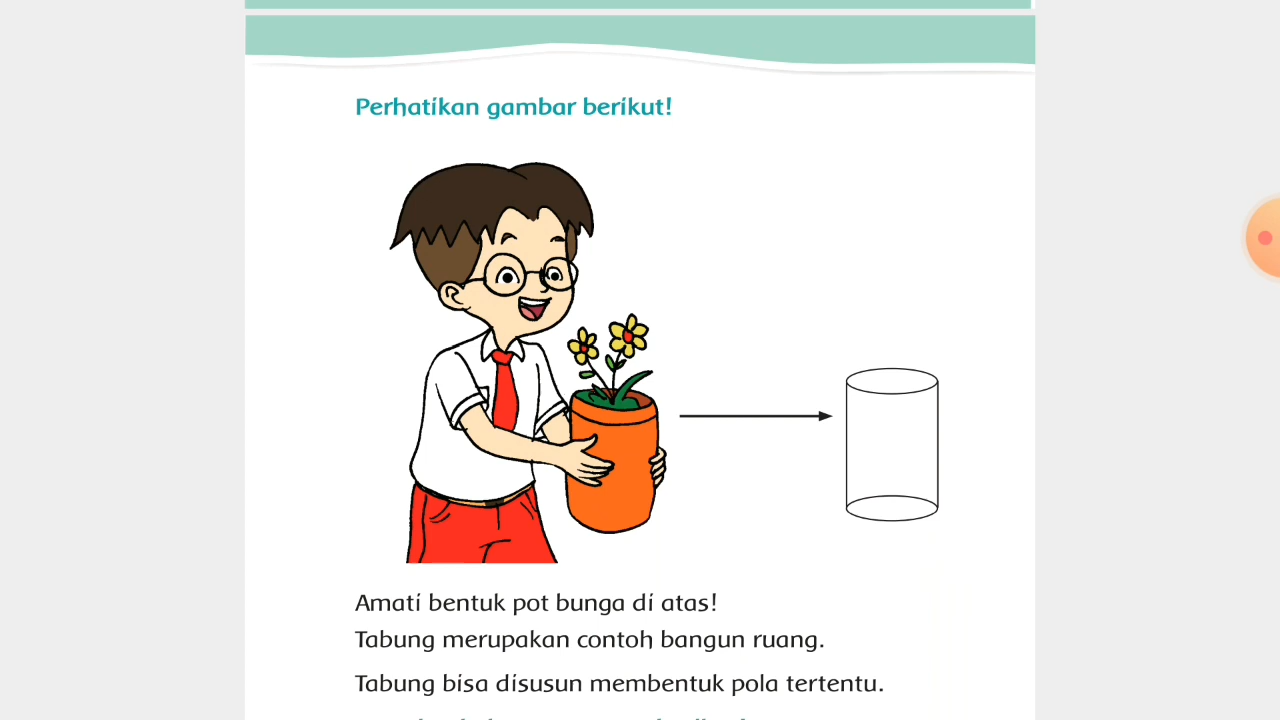 Perhatikan gambar berikut!
Amati bentuk pot bunga di atas!
Tabung merupakan contoh bangun ruang.
Tabung bisa disusun membentuk pola tertentu.